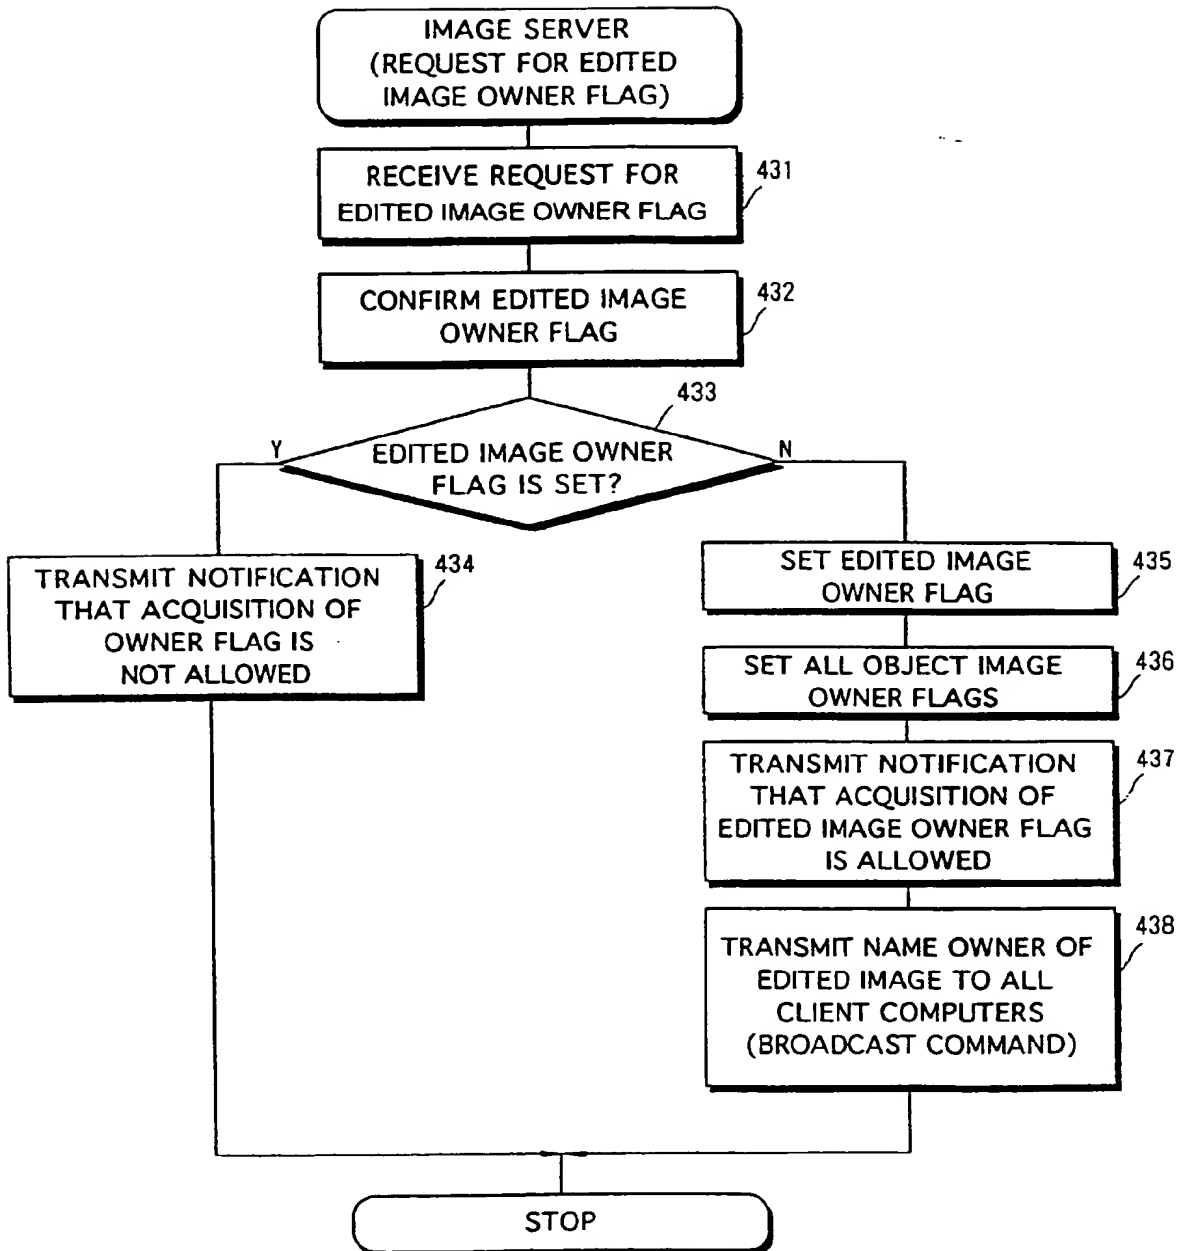 IMAGE SERVER
(REQUEST FOR EDITED
IMAGE OWNER FLAG)
RECEIVE REQUEST FOR
EDITED IMAGE OWNER FLAG
431
CONFIRM EDITED IMAGE
OWNER FLAG
432
433
EDITED IMAGE OWNER
FLAG IS SET?
Y
N
TRANSMIT NOTIFICATION
THAT ACQUISITION OF
OWNER FLAG IS
NOT ALLOWED
434
SET EDITED IMAGE
OWNER FLAG
435
SET ALL OBJECT IMAGE
OWNER FLAGS
436
TRANSMIT NOTIFICATION
THAT ACQUISITION OF
EDITED IMAGE OWNER FLAG
IS ALLOWED
437
TRANSMIT NAME OWNER OF
EDITED IMAGE TO ALL
CLIENT COMPUTERS
(BROADCAST COMMAND)
438
STOP